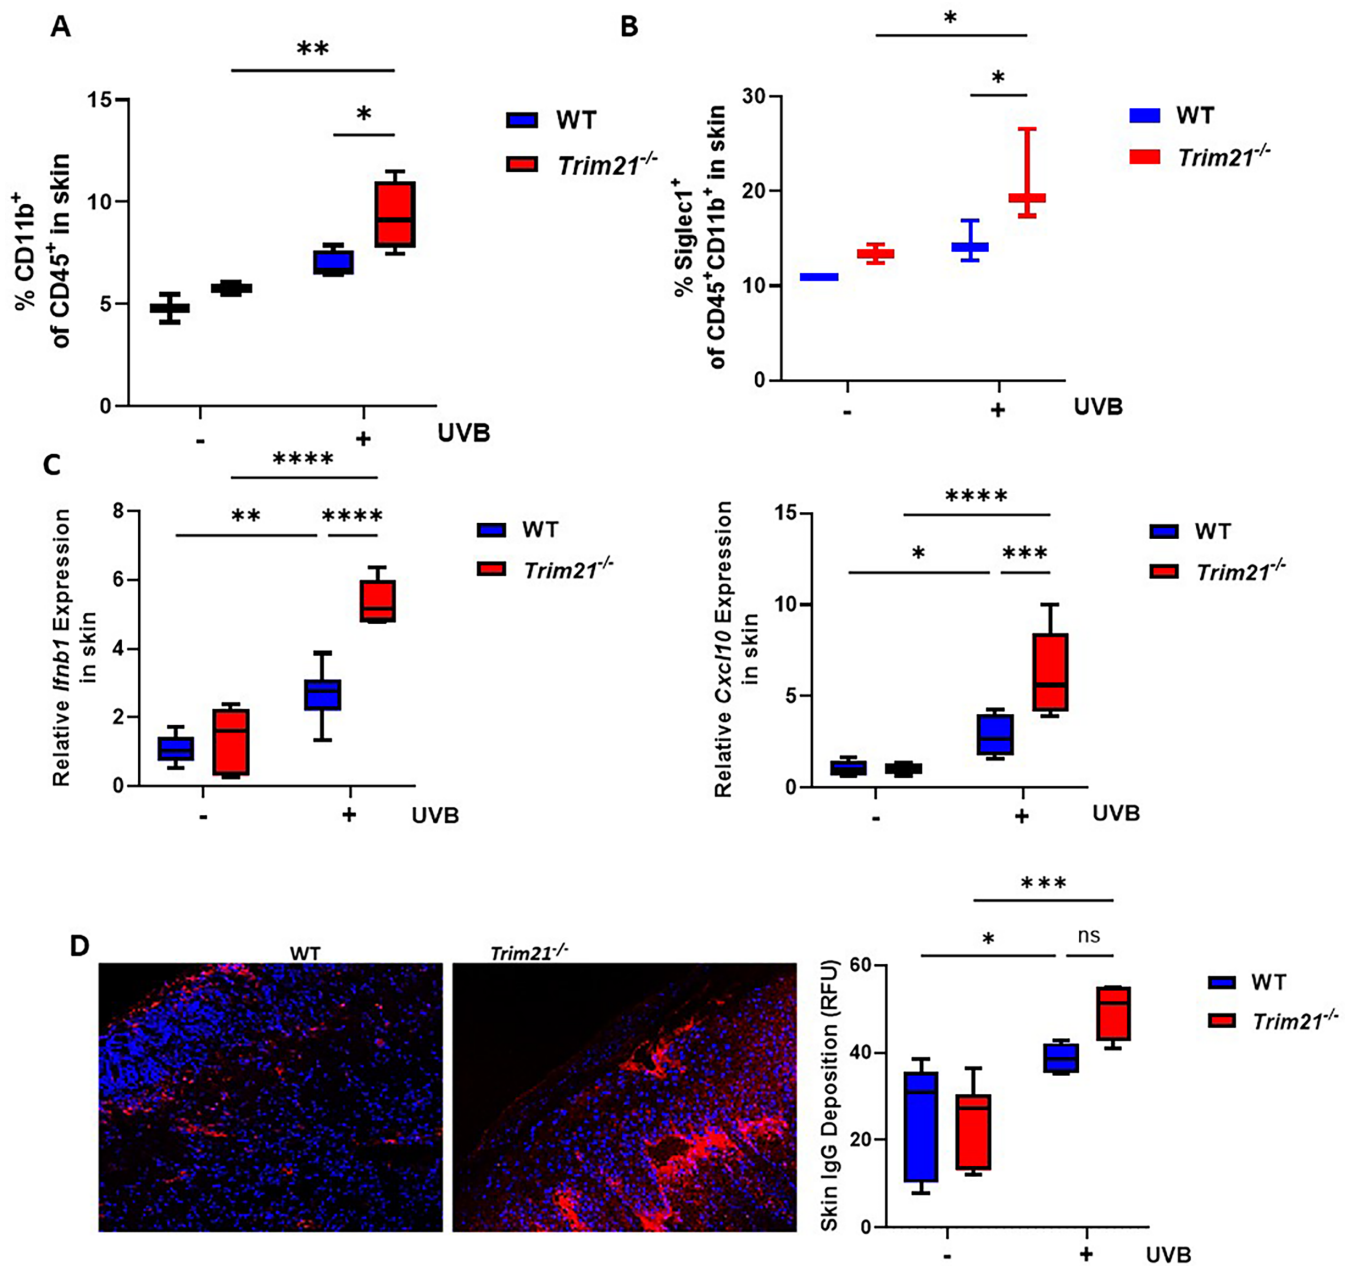 A
**
*
15
10
5
0
% CD11b⁺
of CD45⁺ in skin
WT
Trim21⁻/⁻
-
+
UVB
B
*
*
30
20
10
0
% Siglec1⁺
of CD45⁺CD11b⁺ in skin
WT
Trim21⁻/⁻
-
+
UVB
C
****
**
****
8
6
4
2
0
Relative Ifnb1 Expression
in skin
WT
Trim21⁻/⁻
-
+
UVB
****
*
***
15
10
5
0
Relative Cxcl10 Expression
in skin
WT
Trim21⁻/⁻
-
+
UVB
D
WT
Trim21⁻/⁻
***
*
ns
60
40
20
0
Skin IgG Deposition (RFU)
WT
Trim21⁻/⁻
-
+
UVB